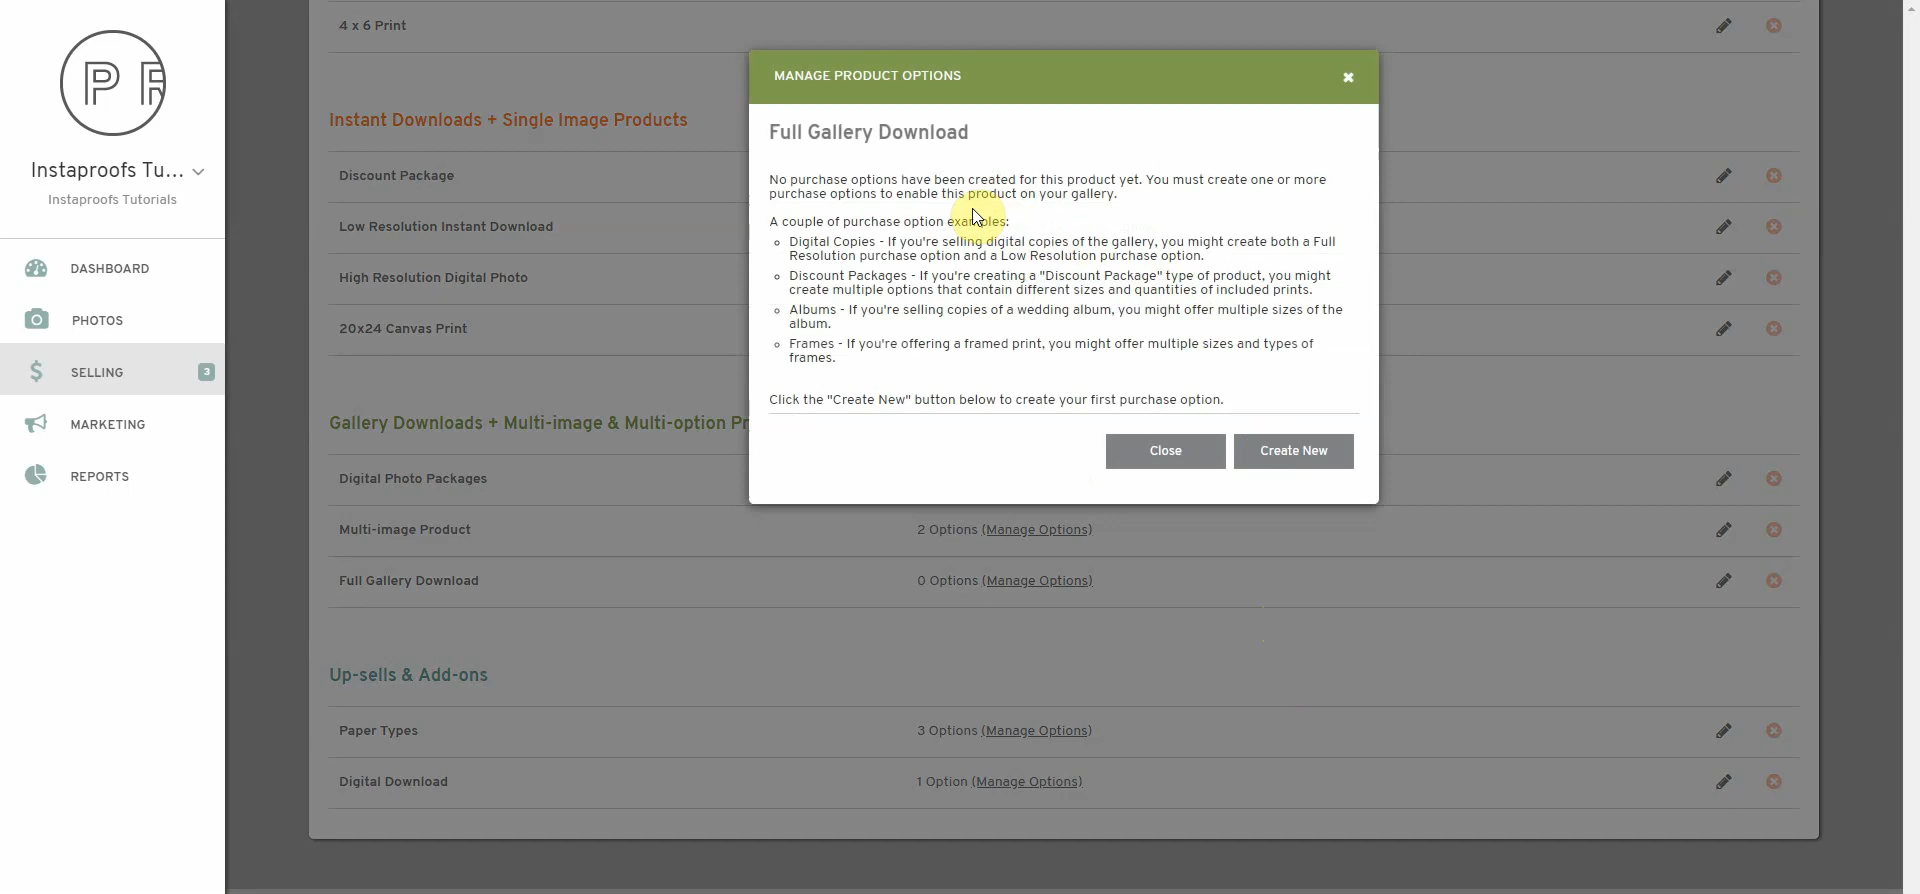 4 x 6 Print
MANAGE PRODUCT OPTIONS
Full Gallery Download
No purchase options have been created for this product yet. You must create one or more
purchase options to enable this product on your gallery.
A couple of purchase option examples:
Digital Copies - If you're selling digital copies of the gallery, you might create both a Full
Resolution purchase option and a Low Resolution purchase option.
Discount Packages - If you're creating a "Discount Package" type of product, you might
create multiple options that contain different sizes and quantities of included prints.
Albums - If you're selling copies of a wedding album, you might offer multiple sizes of the
album.
Frames - If you're offering a framed print, you might offer multiple sizes and types of
frames.
Click the "Create New" button below to create your first purchase option.
Close
Create New
Instaproofs Tu...
Instaproofs Tutorials
DASHBOARD
PHOTOS
SELLING 3
MARKETING
REPORTS
Instant Downloads + Single Image Products
Discount Package
Low Resolution Instant Download
High Resolution Digital Photo
20x24 Canvas Print
Gallery Downloads + Multi-image & Multi-option
Digital Photo Packages
Multi-image Product 2 Options (Manage Options)
Full Gallery Download 0 Options (Manage Options)
Up-sells & Add-ons
Paper Types 3 Options (Manage Options)
Digital Download 1 Option (Manage Options)